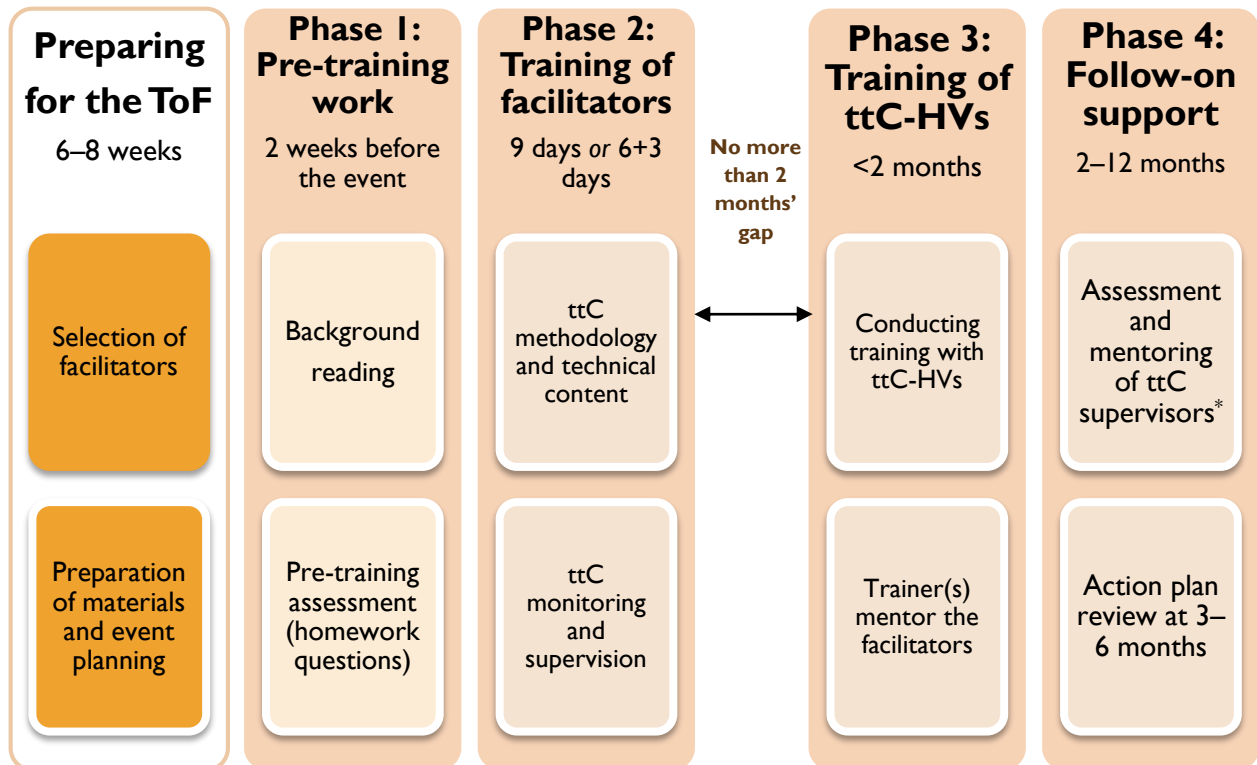 Preparing
for the ToF
6–8 weeks
Selection of
facilitators
Preparation
of materials
and event
planning
Phase 1:
Pre-training
work
2 weeks before
the event
Background
reading
Pre-training
assessment
(homework
questions)
Phase 2:
Training of
facilitators
9 days or 6+3
days
ttC
methodology
and technical
content
ttC
monitoring
and
supervision
No more
than 2
months’
gap
Phase 3:
Training of
ttC-HVs
<2 months
Conducting
training with
ttC-HVs
Trainer(s)
mentor the
facilitators
Phase 4:
Follow-on
support
2–12 months
Assessment
and
mentoring
of ttC
supervisors*
Action plan
review at 3–
6 months